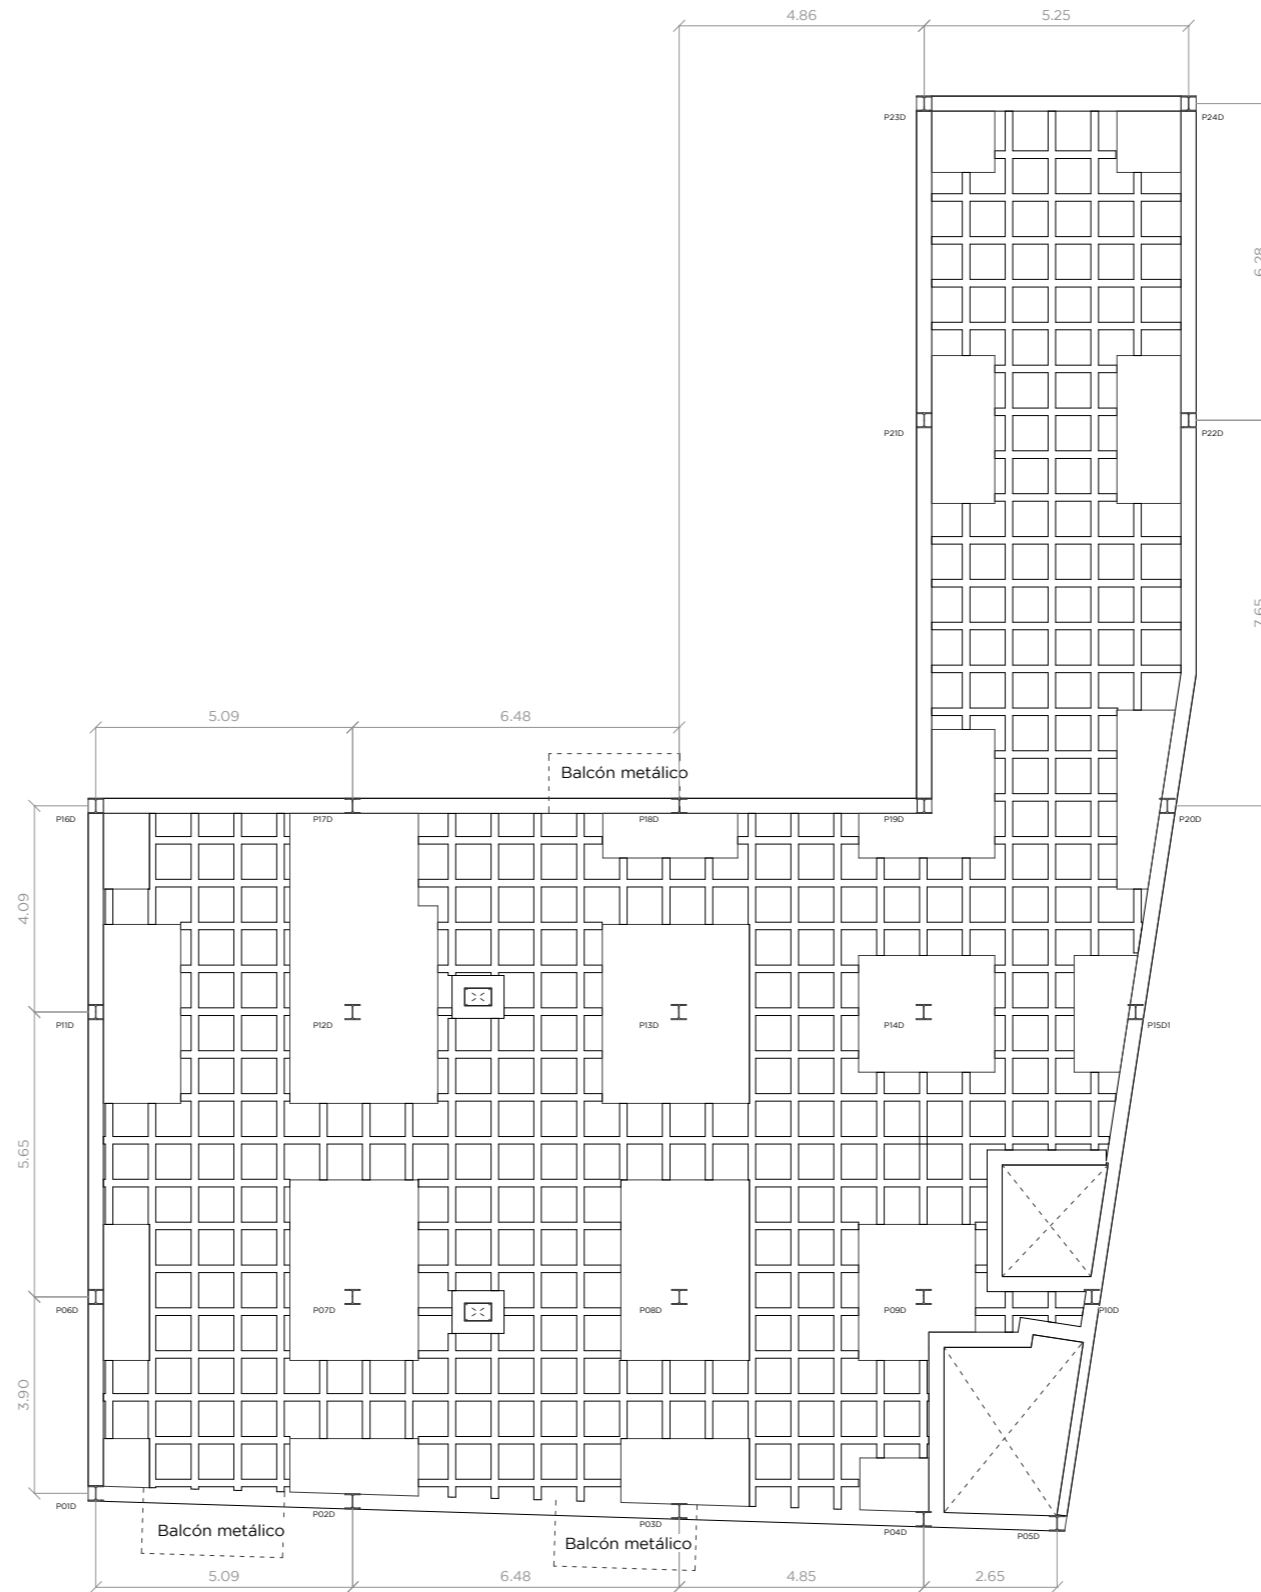 4.86
5.25
P23D
P24D
6.28
P21D
P22D
7.65
5.09
6.48
Balcón metálico
P16D
P17D
P18D
P19D
P20D
4.09
P11D
P12D
P13D
P14D
P15D1
5.65
P06D
P07D
P08D
P09D
P10D
3.90
P01D
P02D
P03D
P04D
P05D
Balcón metálico
Balcón metálico
5.09
6.48
4.85
2.65